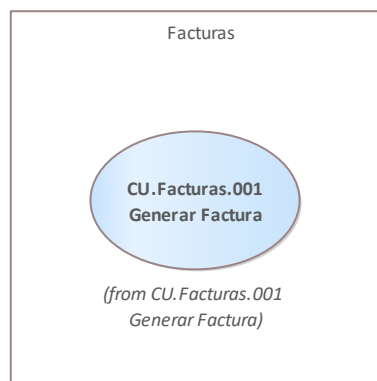 Facturas
CU.Facturas.001
Generar Factura
(from CU.Facturas.001
Generar Factura)